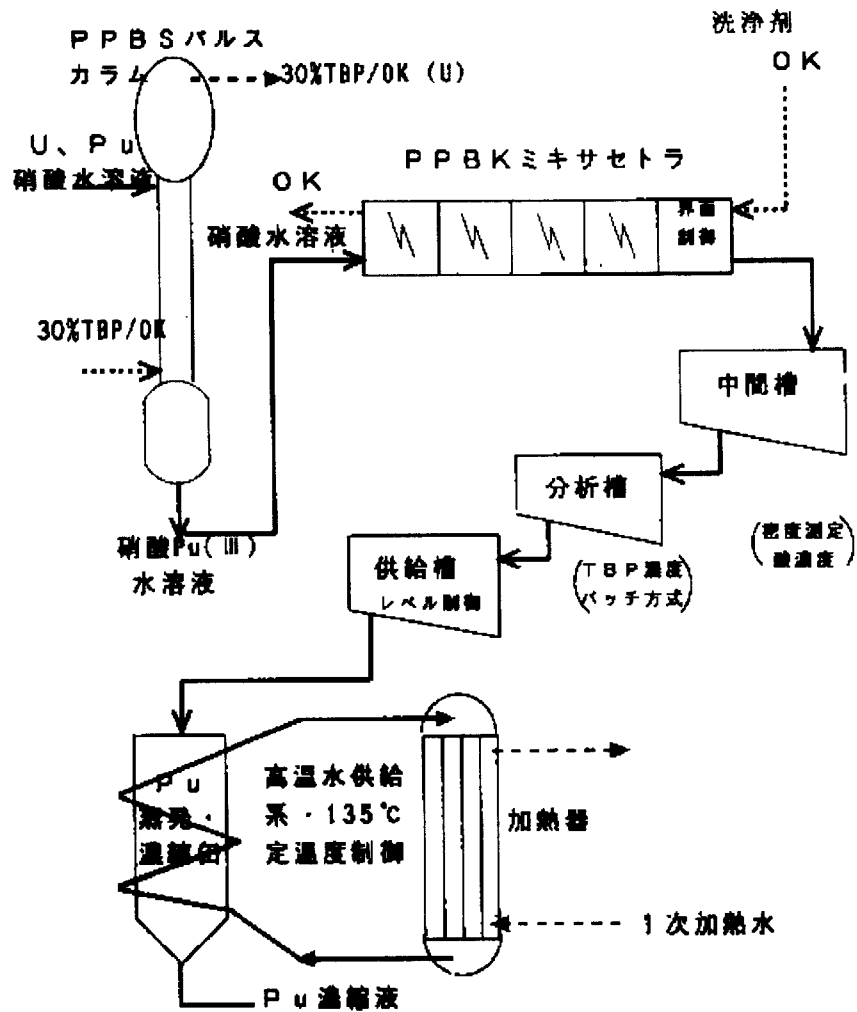 PPBSパルス
カラム
30%TBP/OK (U)
洗浄剤
OK
U、Pu
硝酸水溶液
PPBKミキサセトラ
OK
硝酸水溶液
界面
制御
30%TBP/OK
中間槽
分析槽
(密度測定
酸濃度)
硝酸Pu(Ⅲ)
水溶液
供給槽
レベル制御
(TBP濃度
バッチ方式)
Pu
蒸発・
濃縮缶
高温水供給
系・135℃
定温度制御
加熱器
1次加熱水
Pu濃縮液